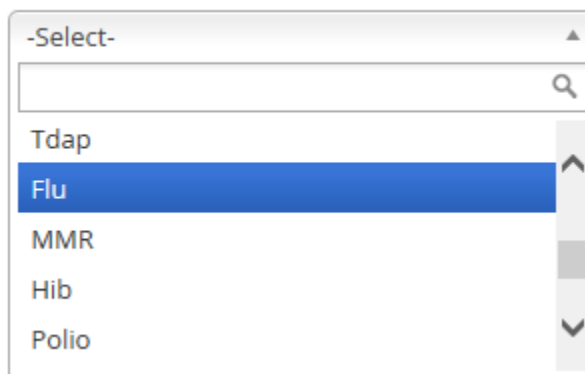 -Select-
Tdap
Flu
MMR
Hib
Polio